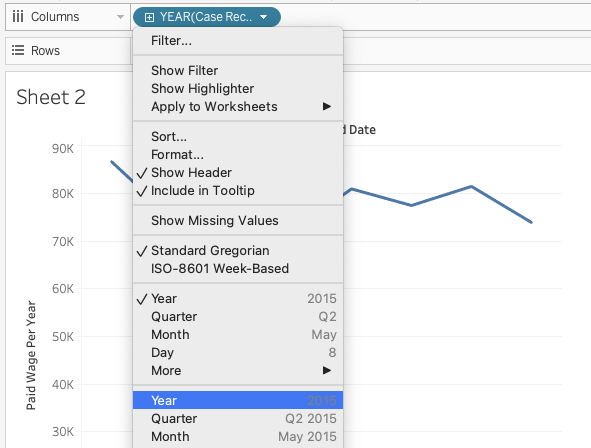 Columns
YEAR(Case Rec..
Rows
Filter...
Show Filter
Show Highlighter
Apply to Worksheets
Sort...
Format...
Show Header
Include in Tooltip
Show Missing Values
Standard Gregorian
ISO-8601 Week-Based
Year 2015
Quarter Q2
Month May
Day 8
More
Year 2015
Quarter Q2 2015
Month May 2015
Sheet 2
d Date
90K
80K
70K
60K
50K
40K
30K
Paid Wage Per Year